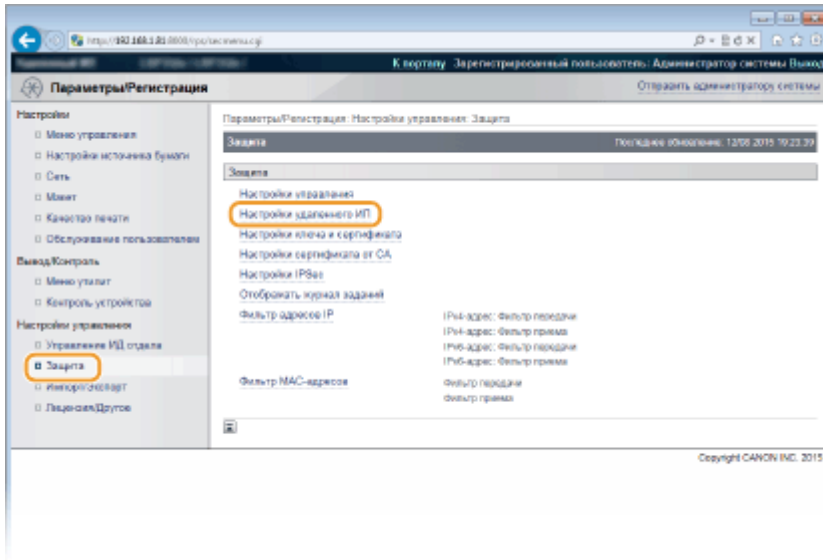 К порталу Зарегистрированный пользователь: Администратор системы Выход
Параметры/Регистрация
Отправить администратору системы
Настройки
Параметры/Регистрация: Настройки управления: Защита
Меню управления
Защита
Последнее обновление: 12/08 2015 19:23:39
Настройки источника бумаги
Сеть
Защита
Макет
Настройки управления
Качество печати
Настройки удаленного ИП
Обслуживание пользователем
Настройки ключа и сертификата
Вывод/Контроль
Настройки сертификата от CA
Меню утилит
Настройки IPSec
Контроль устройства
Отображать журнал заданий
Настройки управления
Фильтр адресов IP
IPv4-адрес: Фильтр передачи
IPv4-адрес: Фильтр приема
IPv6-адрес: Фильтр передачи
IPv6-адрес: Фильтр приема
Управление ИД отдела
Защита
Импорт/Экспорт
Фильтр MAC-адресов
Фильтр передачи
Фильтр приема
Лицензия/Другое
Copyright CANON INC. 2015